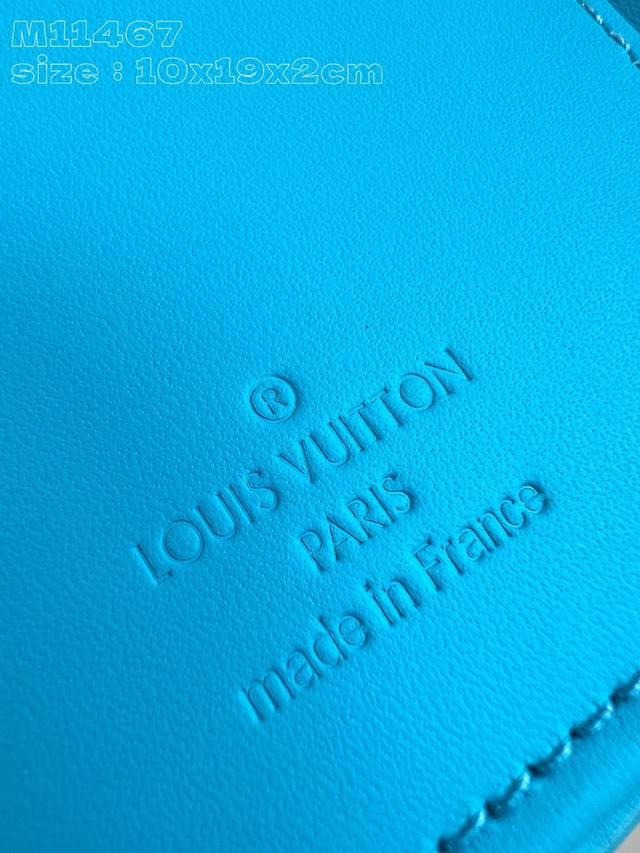 M11467
size : 10x19x2cm
®
LOUIS VUITTON
PARIS
made in France